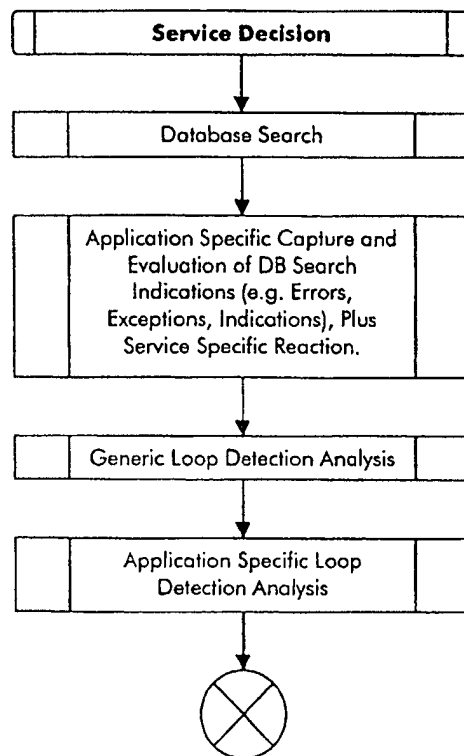 Service Decision
Database Search
Application Specific Capture and
Evaluation of DB Search
Indications (e.g. Errors,
Exceptions, Indications), Plus
Service Specific Reaction.
Generic Loop Detection Analysis
Application Specific Loop
Detection Analysis